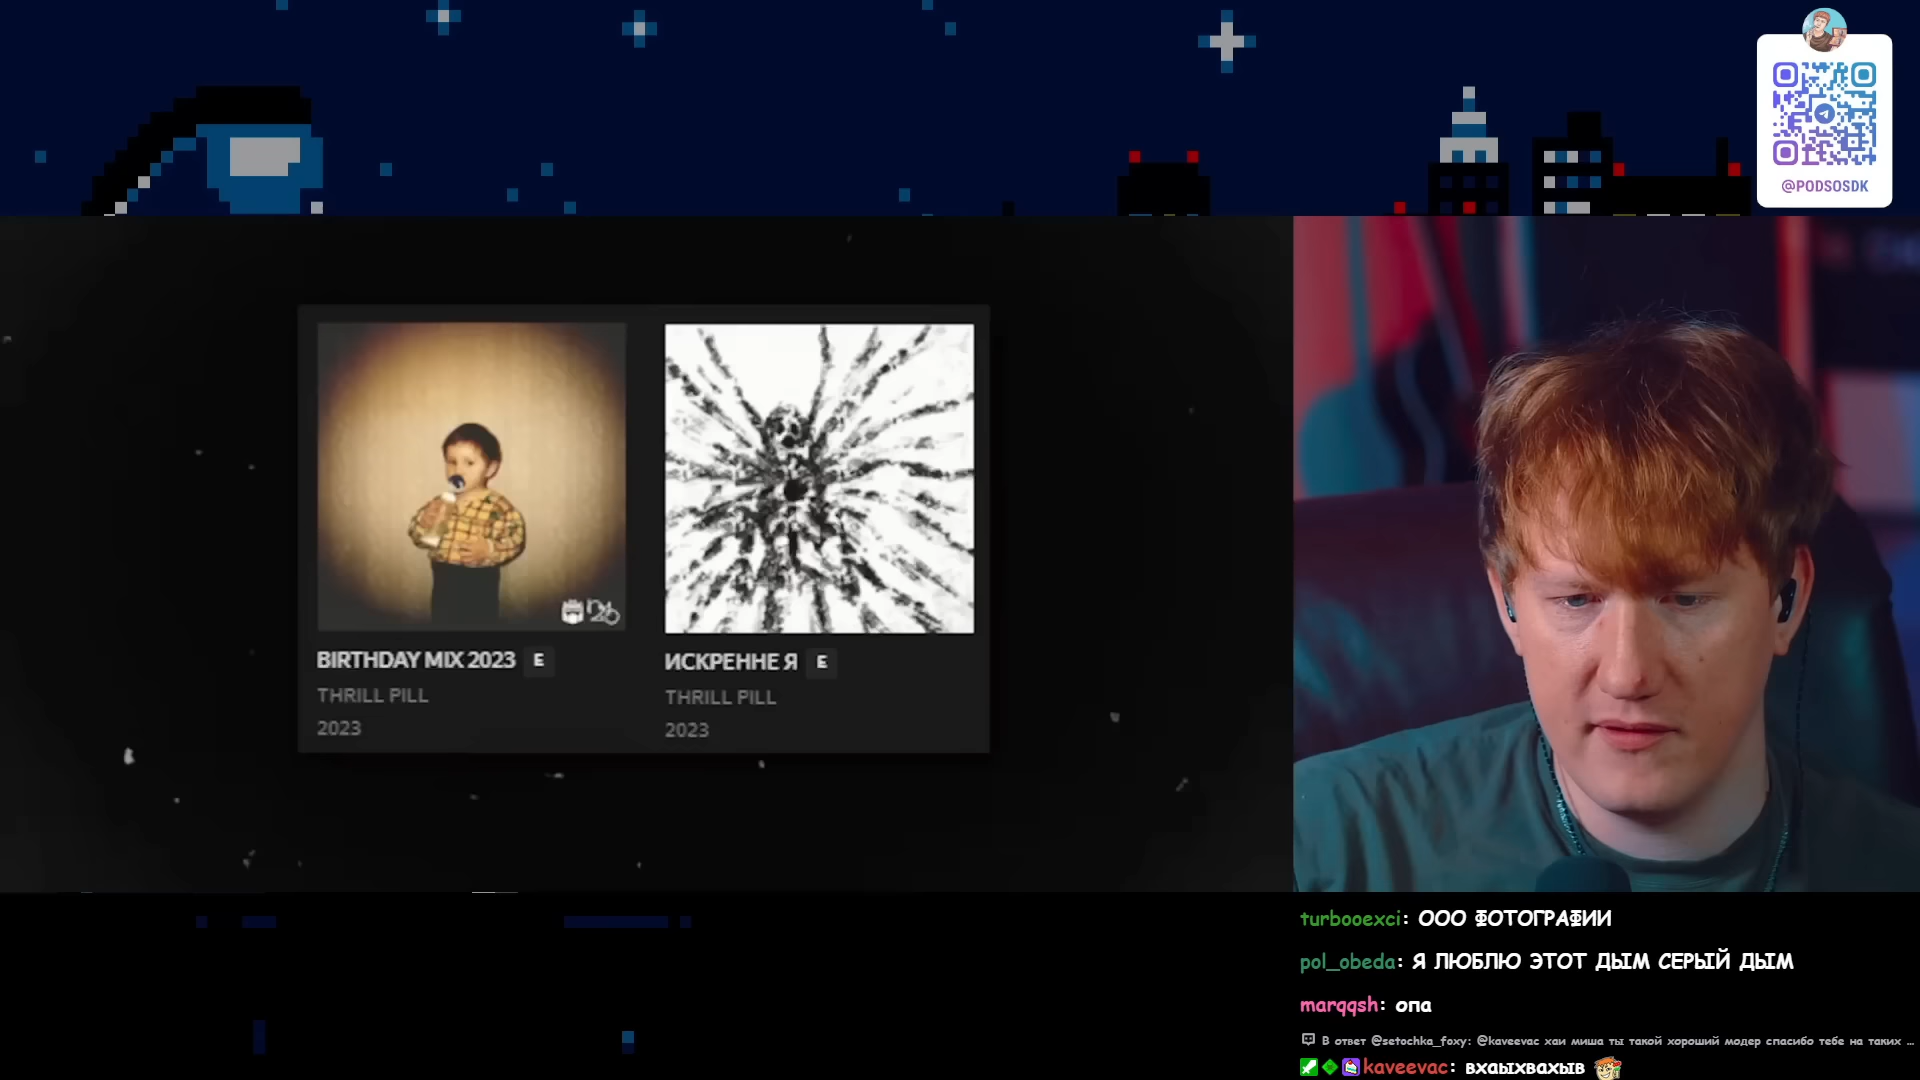 @PODSOSDK
BIRTHDAY MIX 2023 E
THRILL PILL
2023
ИСКРЕННЕ Я E
THRILL PILL
2023
turbooexci: ООО ФОТОГРАФИИ
pol_obeda: Я ЛЮБЛЮ ЭТОТ ДЫМ СЕРЫЙ ДЫМ
marqqsh: опа
В ответ @setochka_foxy: @kaveevac хаи миша ты такой хороший модер спасибо тебе на таких ...
kaveevac: вхаыхвахыв